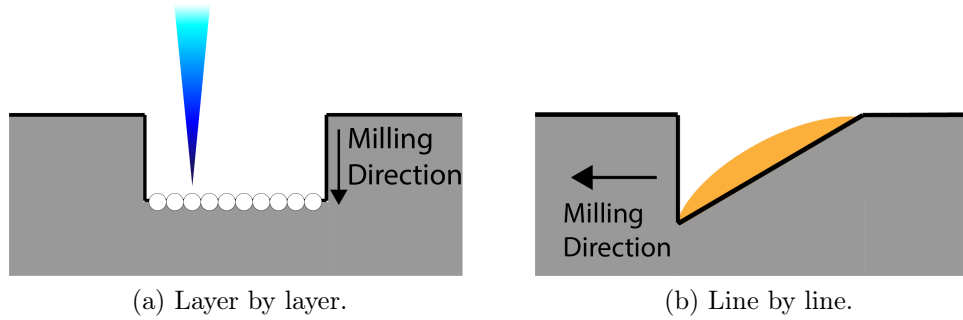 Milling
Direction
Milling
Direction
(a) Layer by layer.
(b) Line by line.